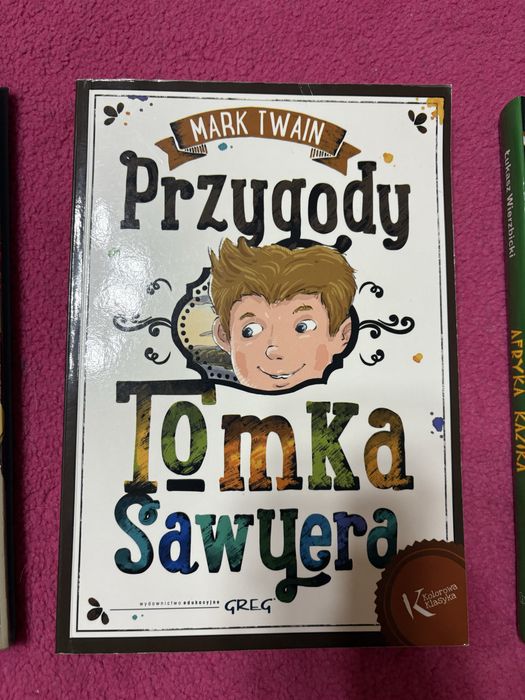 MARK TWAIN
Przygody
Tomka
Sawyera
wydawnictwo edukacyjne GREG
K Kolorowa
Klasyka
Łukasz Wierzbicki
AFRYKA KAZIKA